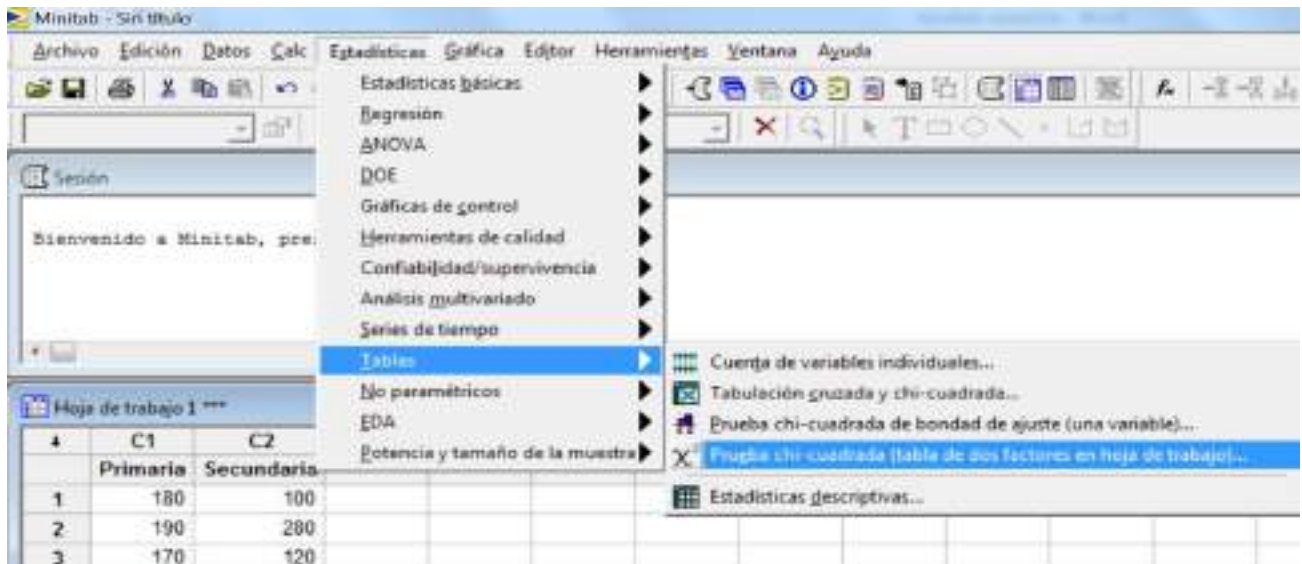 Minitab - Sin título
Archivo Edición Datos Calc Estadísticas Gráfica Editor Herramientas Ventana Ayuda
Estadísticas básicas
Regresión
ANOVA
DOE
Gráficas de control
Herramientas de calidad
Confiabilidad/supervivencia
Análisis multivariado
Series de tiempo
Tablas
No paramétricos
EDA
Potencia y tamaño de la muestra
Cuenta de variables individuales...
Tabulación cruzada y chi-cuadrada...
Prueba chi-cuadrada de bondad de ajuste (una variable)...
Prueba chi-cuadrada (tabla de dos factores en hoja de trabajo)...
Estadísticas descriptivas...
Sesión
Bienvenido a Minitab, pre
Hoja de trabajo 1 ***
C1 C2
Primaria Secundaria
1 180 100
2 190 280
3 170 120